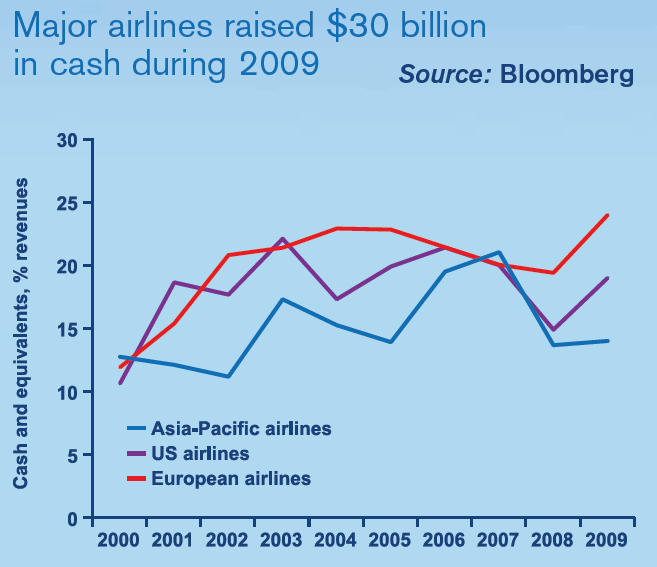 Major airlines raised $30 billion
in cash during 2009
Source: Bloomberg
Cash and equivalents, % revenues
30
25
20
15
10
5
0
Asia-Pacific airlines
US airlines
European airlines
2000 2001 2002 2003 2004 2005 2006 2007 2008 2009